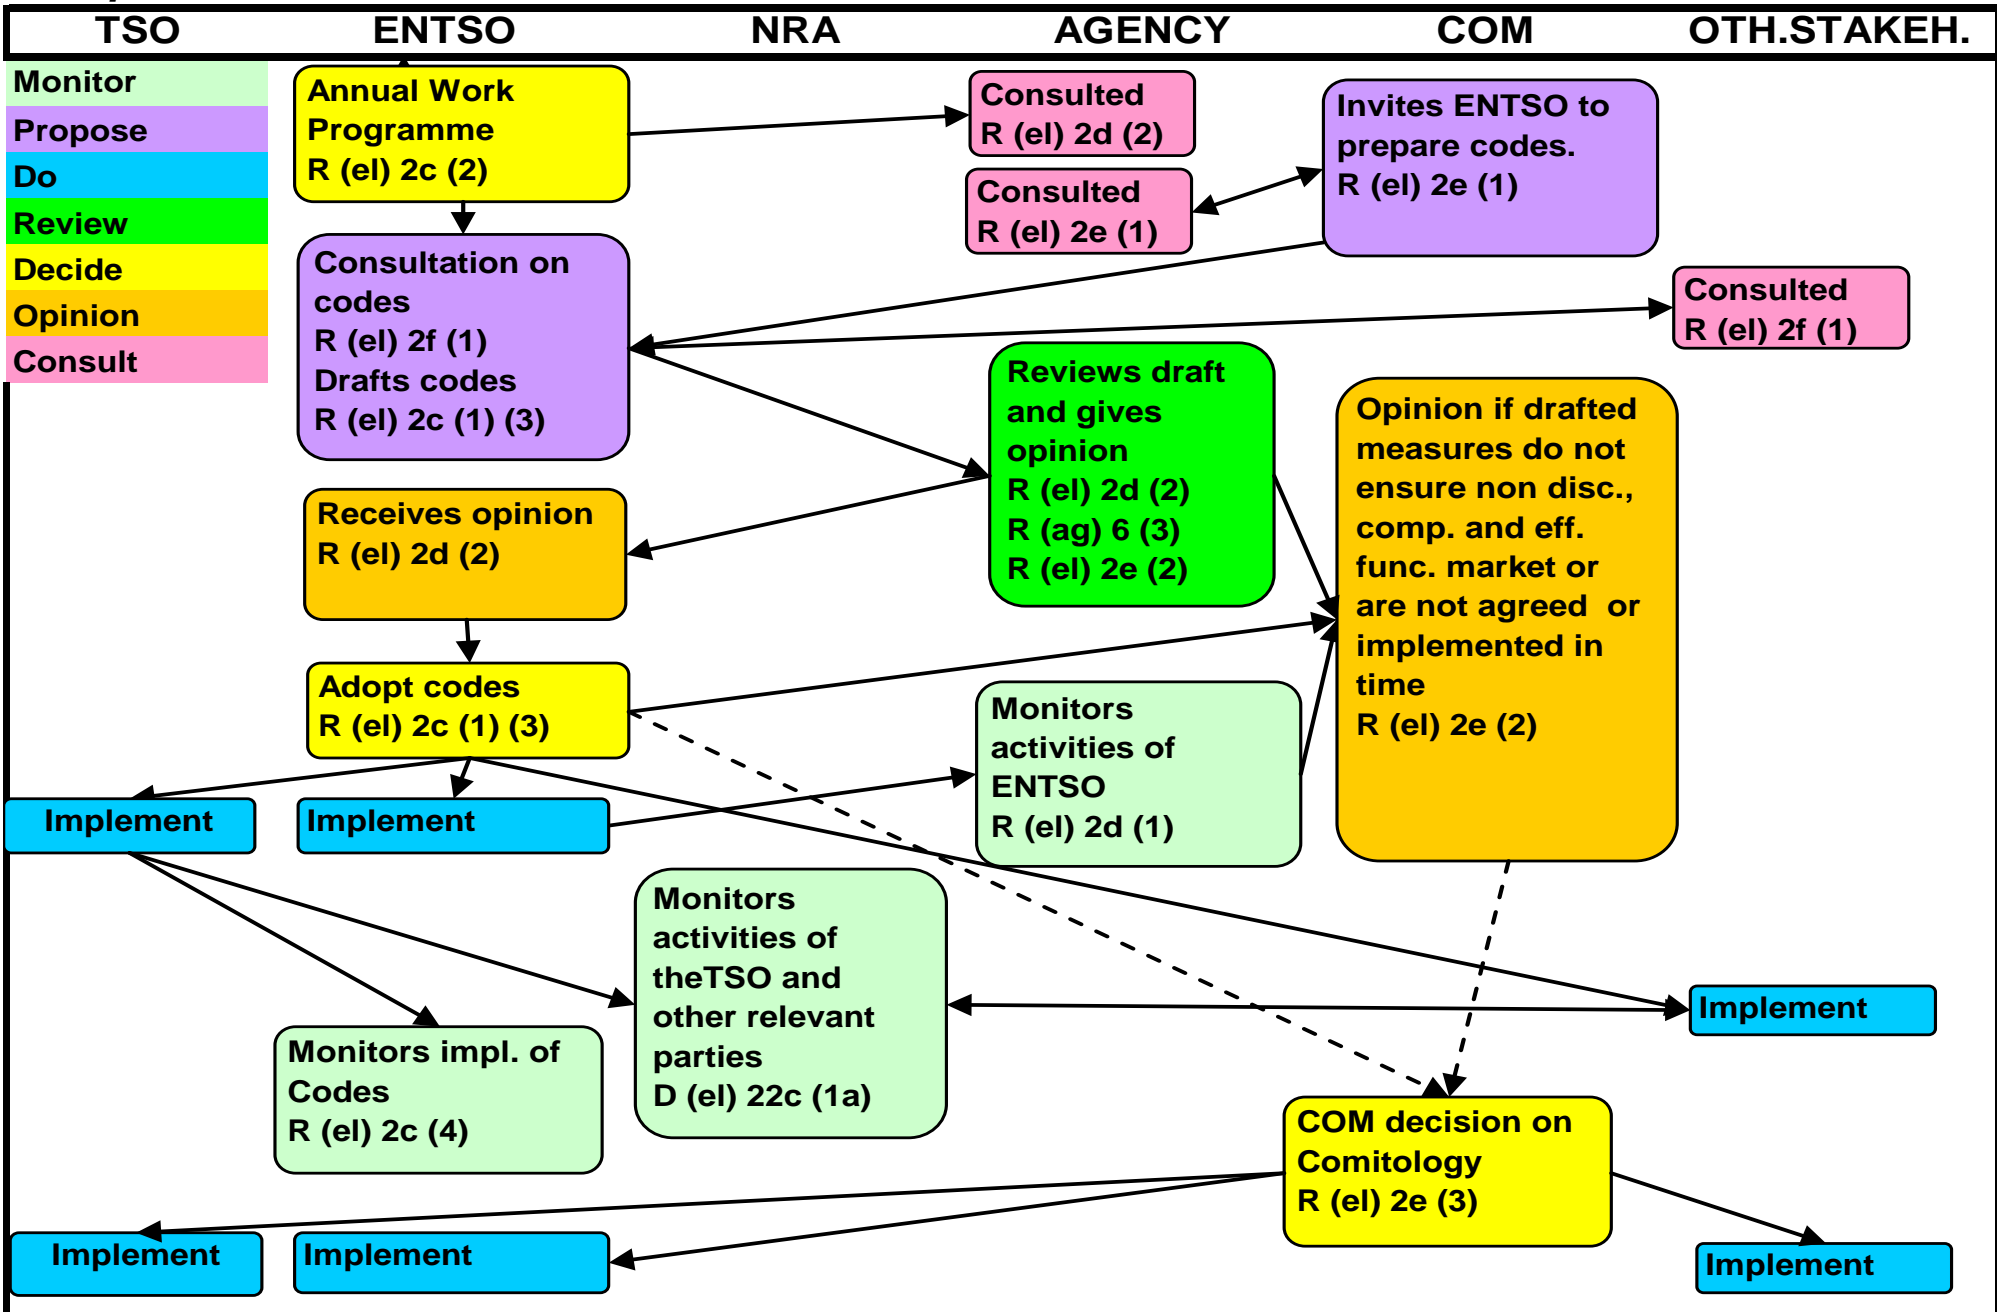 TSO ENTSO NRA AGENCY COM OTH.STAKEH.
Monitor
Propose
Do
Review
Decide
Opinion
Consult
Annual Work
Programme
R (el) 2c (2)
Consulted
R (el) 2d (2)
Consulted
R (el) 2e (1)
Invites ENTSO to
prepare codes.
R (el) 2e (1)
Consultation on
codes
R (el) 2f (1)
Drafts codes
R (el) 2c (1) (3)
Consulted
R (el) 2f (1)
Reviews draft
and gives
opinion
R (el) 2d (2)
R (ag) 6 (3)
R (el) 2e (2)
Opinion if drafted
measures do not
ensure non disc.,
comp. and eff.
func. market or
are not agreed or
implemented in
time
R (el) 2e (2)
Receives opinion
R (el) 2d (2)
Adopt codes
R (el) 2c (1) (3)
Monitors
activities of
ENTSO
R (el) 2d (1)
Implement
Implement
Monitors
activities of
theTSO and
other relevant
parties
D (el) 22c (1a)
Implement
Monitors impl. of
Codes
R (el) 2c (4)
COM decision on
Comitology
R (el) 2e (3)
Implement
Implement
Implement